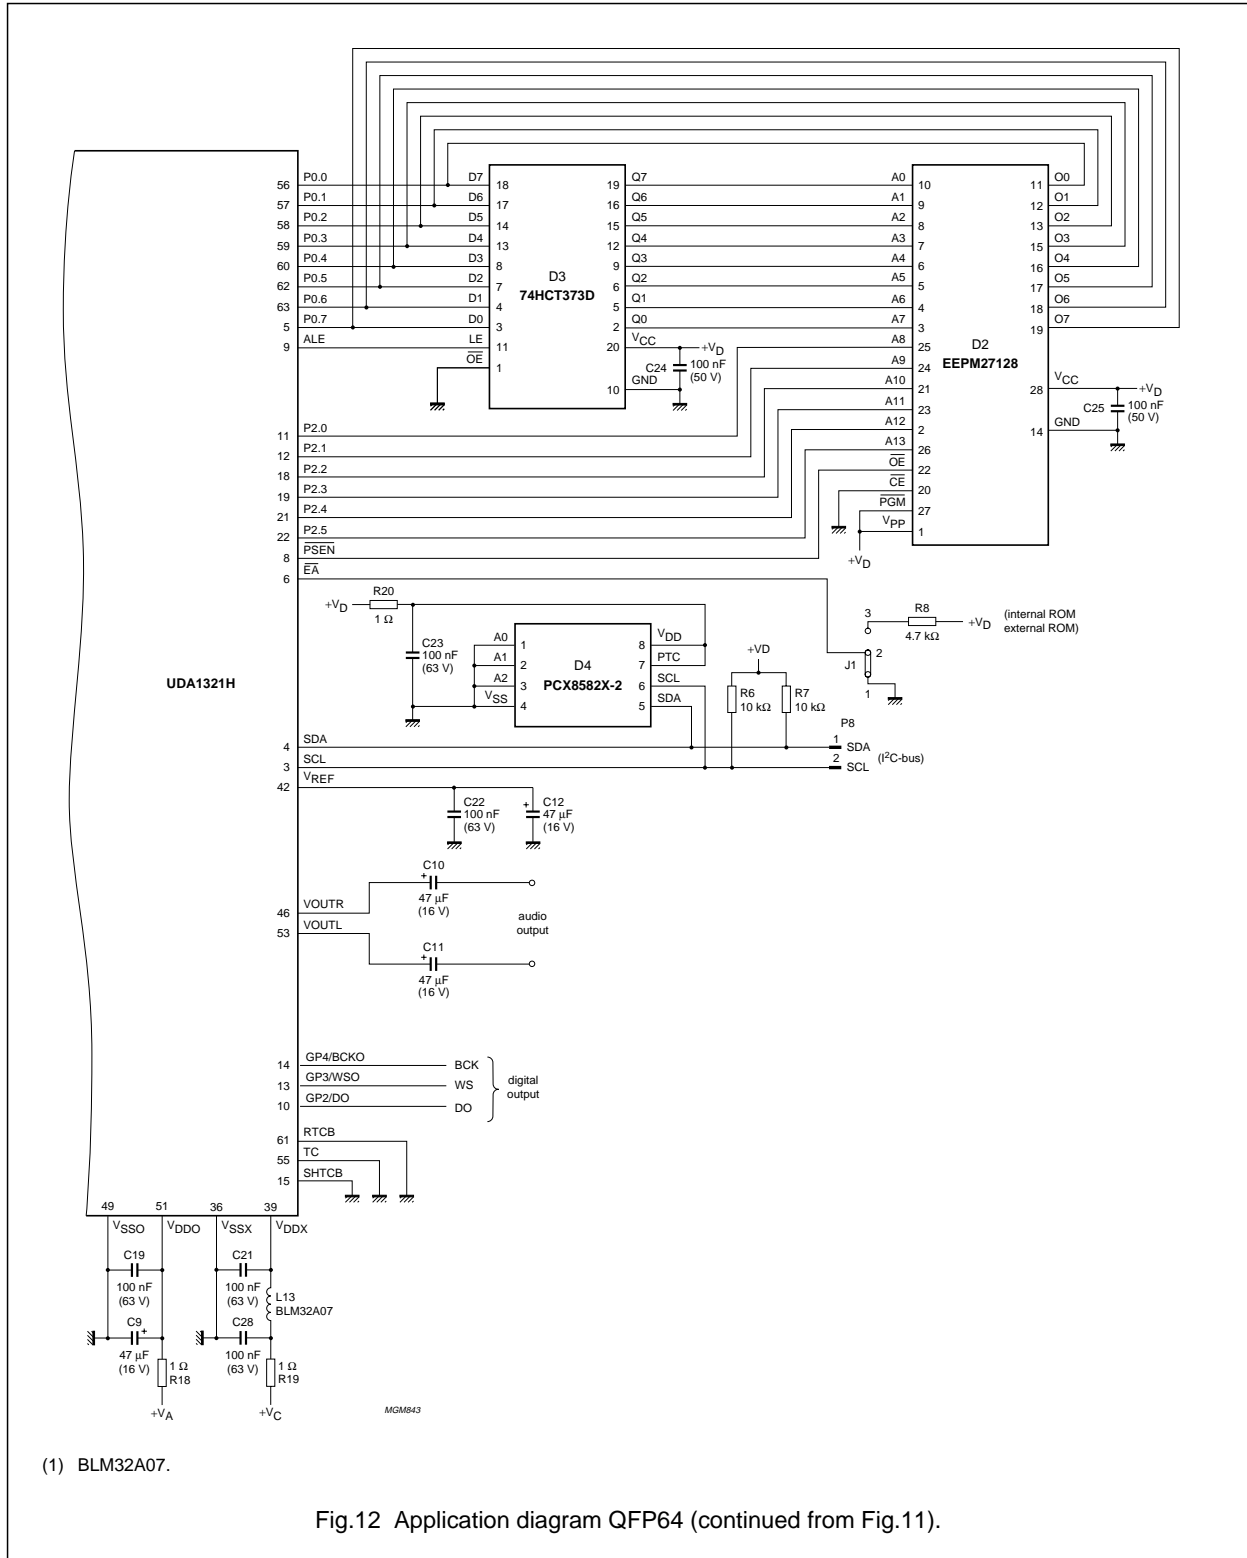 56 P0.0 D7 18 19 Q7 A0 10 11 O0
57 P0.1 D6 17 16 Q6 A1 9 12 O1
58 P0.2 D5 14 15 Q5 A2 8 13 O2
59 P0.3 D4 13 12 Q4 A3 7 15 O3
60 P0.4 D3 8 9 Q3 A4 6 16 O4
62 P0.5 D2 7 6 Q2 A5 5 17 O5
63 P0.6 D1 4 5 Q1 A6 4 18 O6
5 P0.7 D0 3 2 Q0 A7 3 19 O7
D3
74HCT373D
9 ALE LE 11 20 VCC +VD A8 25
OE 1 C24 100 nF (50 V) A9 24
10 GND A10 21
D2
EEPM27128
28 VCC +VD
C25 100 nF (50 V)
14 GND
A11 23
A12 2
A13 26
OE 22
CE 20
PGM 27
VPP 1
+VD
11 P2.0
12 P2.1
18 P2.2
19 P2.3
21 P2.4
22 P2.5
8 PSEN
6 EA
UDA1321H
+VD R20 1 Ω
C23
100 nF
(63 V)
A0 1 8 VDD
A1 2 7 PTC
A2 3 6 SCL
VSS 4 5 SDA
D4
PCX8582X-2
+VD
R6
10 kΩ
R7
10 kΩ
3 R8 4.7 kΩ +VD
(internal ROM
external ROM)
2
J1
1
P8
4 SDA 1 SDA
3 SCL 2 SCL
(I²C-bus)
42 VREF
C22
100 nF
(63 V)
+ C12
47 μF
(16 V)
C10
+
47 μF
(16 V)
46 VOUTR
53 VOUTL
audio
output
C11
+
47 μF
(16 V)
14 GP4/BCKO BCK
13 GP3/WSO WS
10 GP2/DO DO
digital
output
61 RTCB
55 TC
15 SHTCB
49 51 36 39
VSSO VDDO VSSX VDDX
C19 C21
100 nF 100 nF
(63 V) (63 V)
L13
BLM32A07
C9 + C28
47 μF 100 nF
(16 V) (63 V)
1 Ω 1 Ω
R18 R19
+VA +VC
MGM843
(1) BLM32A07.
Fig.12 Application diagram QFP64 (continued from Fig.11).